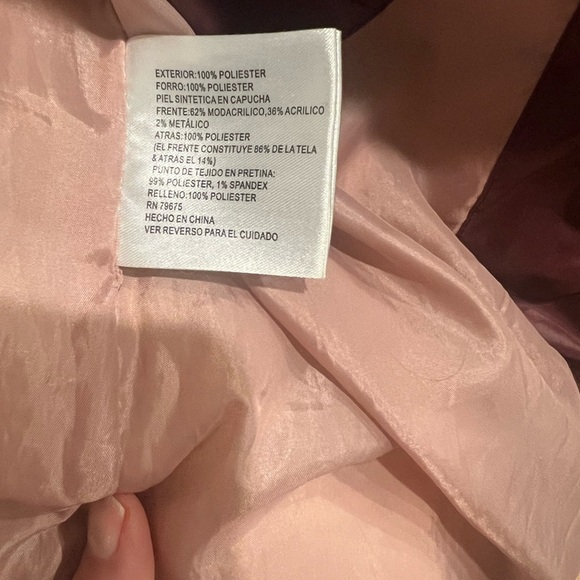 EXTERIOR:100% POLIESTER
FORRO:100% POLIESTER
PIEL SINTETICA EN CAPUCHA
FRENTE:62% MODACRILICO,36% ACRILICO
2% METÁLICO
ATRAS:100% POLIESTER
(EL FRENTE CONSTITUYE 86% DE LA TELA
& ATRAS EL 14%)
PUNTO DE TEJIDO EN PRETINA:
99% POLIESTER, 1% SPANDEX
RELLENO:100% POLIESTER
RN 79675
HECHO EN CHINA
VER REVERSO PARA EL CUIDADO